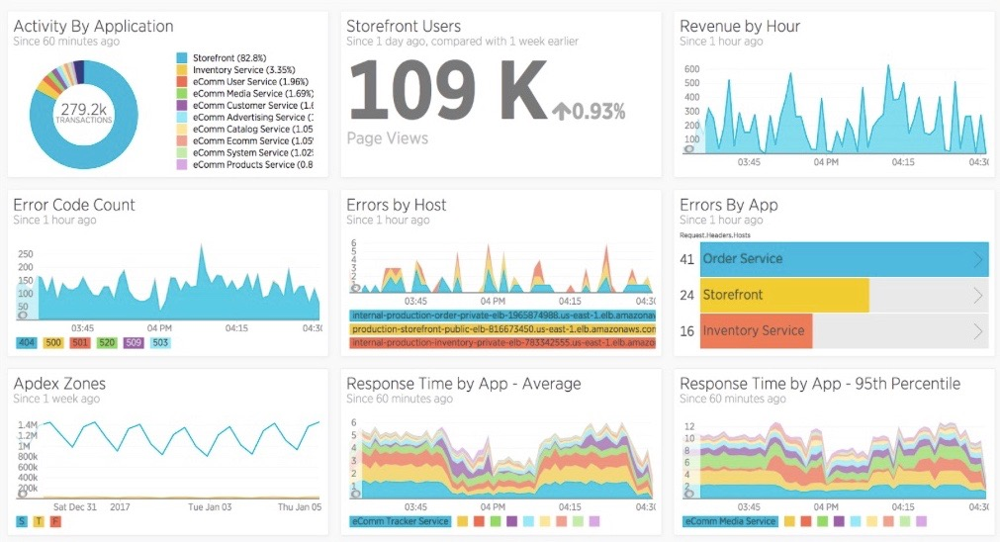 Activity By Application
Since 60 minutes ago
279.2k
TRANSACTIONS
Storefront (82.8%)
Inventory Service (3.35%)
eComm User Service (1.96%)
eComm Media Service (1.69%)
eComm Customer Service (1.6
eComm Advertising Service (1.
eComm Catalog Service (1.05
eComm Ecomm Service (1.05
eComm System Service (1.02
eComm Products Service (0.8
Storefront Users
Since 1 day ago, compared with 1 week earlier
109 K
0.93%
Page Views
Revenue by Hour
Since 1 hour ago
600
500
400
300
200
100
03:45 04 PM 04:15 04:30
Error Code Count
Since 1 hour ago
250
200
150
100
50
03:45 04 PM 04:15 04:30
404 500 501 520 509 503
Errors by Host
Since 1 hour ago
6
5
4
3
2
1
03:45 04 PM 04:15 04:30
internal-production-order-private-elb-1965874988.us-east-1.elb.amazona
production-storefront-public-elb-816673450.us-east-1.elb.amazonaws.con
internal-production-inventory-private-elb-783342555.us-east-1.elb.amazo
Errors By App
Since 1 hour ago
Request.Headers.Hosts
41 Order Service
24 Storefront
16 Inventory Service
Apdex Zones
Since 1 week ago
1.4M
1.2M
1M
800k
600k
400k
200k
Sat Dec 31 2017 Tue Jan 03 Thu Jan 05
S T F
Response Time by App - Average
Since 60 minutes ago
6
5
4
3
2
1
03:45 04 PM 04:15 04:30
eComm Tracker Service
Response Time by App - 95th Percentile
Since 60 minutes ago
12
10
8
6
4
2
03:45 04 PM 04:15 04:30
eComm Media Service